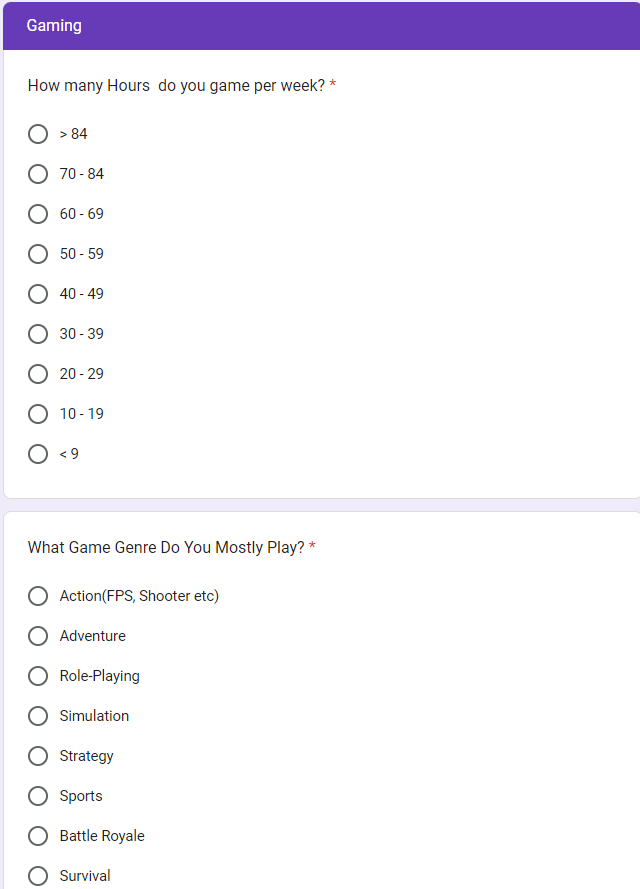 Gaming
How many Hours  do you game per week? *
> 84
70 - 84
60 - 69
50 - 59
40 - 49
30 - 39
20 - 29
10 - 19
< 9
What Game Genre Do You Mostly Play? *
Action(FPS, Shooter etc)
Adventure
Role-Playing
Simulation
Strategy
Sports
Battle Royale
Survival